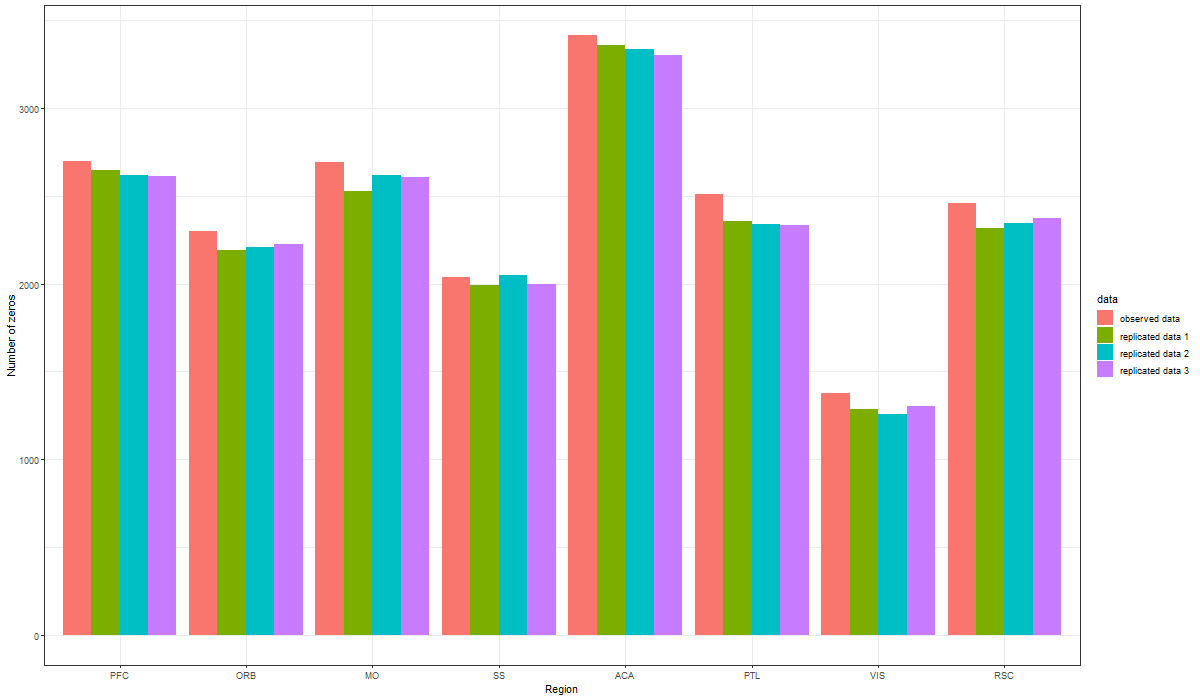 Number of zeros
3000
2000
1000
0
PFC ORB MO SS ACA PTL VIS RSC
Region
data
observed data
replicated data 1
replicated data 2
replicated data 3